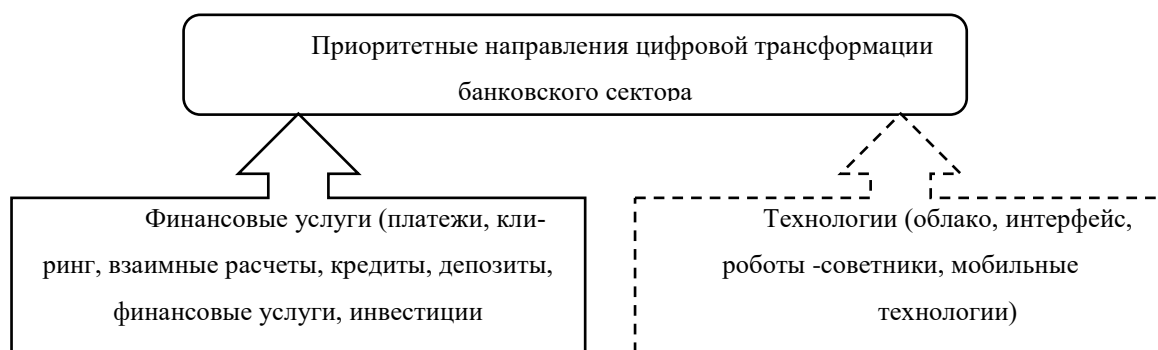 Приоритетные направления цифровой трансформации
банковского сектора
Финансовые услуги (платежи, кли-
ринг, взаимные расчеты, кредиты, депозиты,
финансовые услуги, инвестиции
Технологии (облако, интерфейс,
роботы -советники, мобильные
технологии)